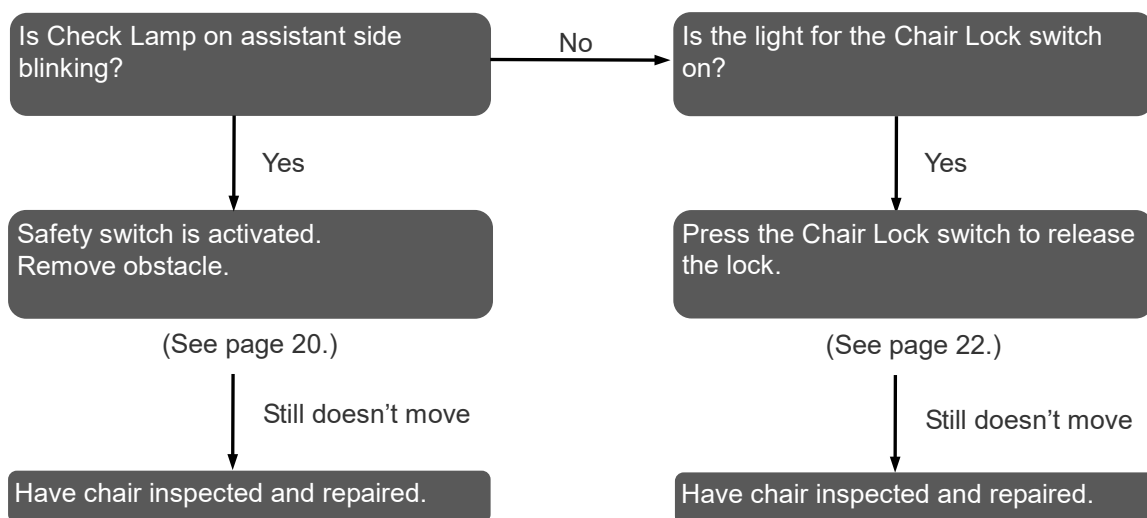 Is Check Lamp on assistant side
blinking?
No
Is the light for the Chair Lock switch
on?
Yes
Yes
Safety switch is activated.
Remove obstacle.
Press the Chair Lock switch to release
the lock.
(See page 20.)
(See page 22.)
Still doesn’t move
Still doesn’t move
Have chair inspected and repaired.
Have chair inspected and repaired.